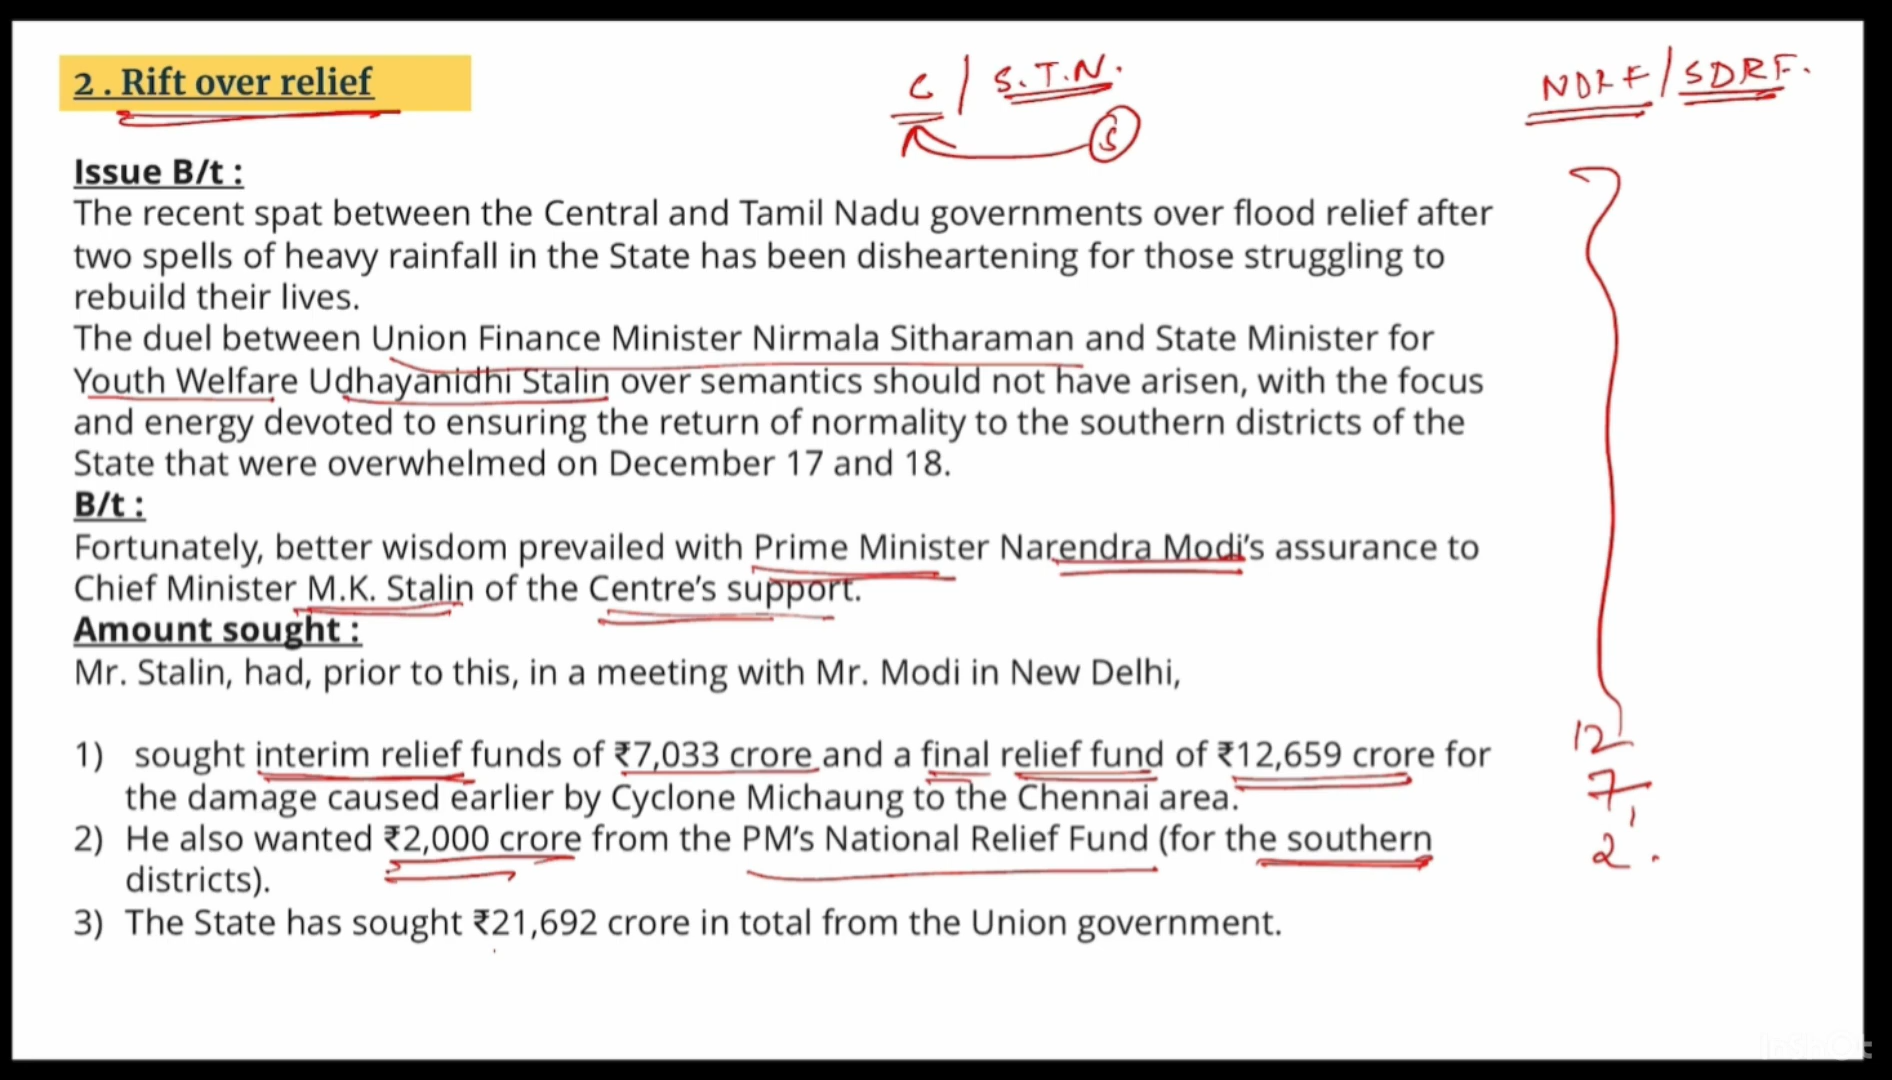 2 . Rift over relief
C / S.T.N.
S
NDRF / SDRF.
Issue B/t :
The recent spat between the Central and Tamil Nadu governments over flood relief after
two spells of heavy rainfall in the State has been disheartening for those struggling to
rebuild their lives.
The duel between Union Finance Minister Nirmala Sitharaman and State Minister for
Youth Welfare Udhayanidhi Stalin over semantics should not have arisen, with the focus
and energy devoted to ensuring the return of normality to the southern districts of the
State that were overwhelmed on December 17 and 18.
B/t :
Fortunately, better wisdom prevailed with Prime Minister Narendra Modi’s assurance to
Chief Minister M.K. Stalin of the Centre’s support.
Amount sought :
Mr. Stalin, had, prior to this, in a meeting with Mr. Modi in New Delhi,
1) sought interim relief funds of ₹7,033 crore and a final relief fund of ₹12,659 crore for
the damage caused earlier by Cyclone Michaung to the Chennai area.
2) He also wanted ₹2,000 crore from the PM’s National Relief Fund (for the southern
districts).
3) The State has sought ₹21,692 crore in total from the Union government.
12
7,
2.